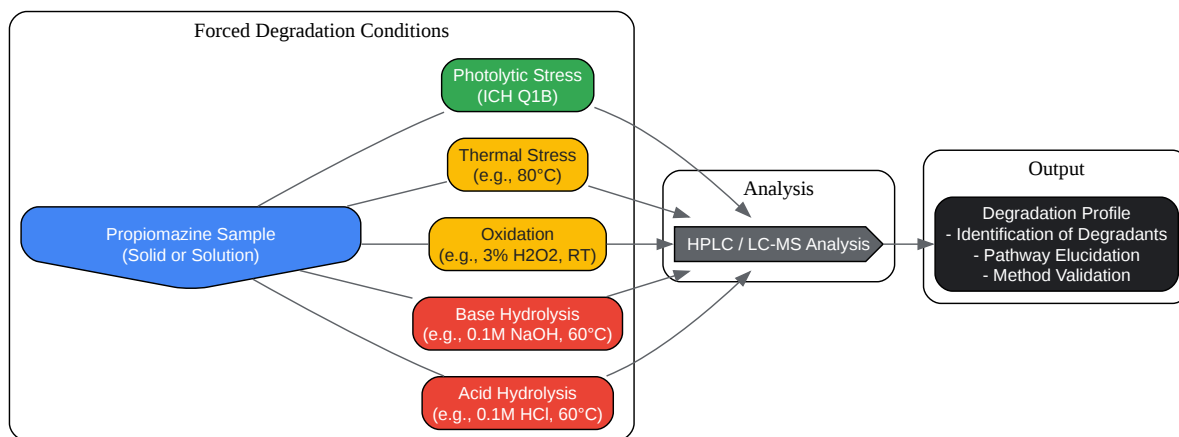 Forced Degradation Conditions
Photolytic Stress
(ICH Q1B)
Thermal Stress
(e.g., 80°C)
Propiomazine Sample
(Solid or Solution)
Oxidation
(e.g., 3% H2O2, RT)
Base Hydrolysis
(e.g., 0.1M NaOH, 60°C)
Acid Hydrolysis
(e.g., 0.1M HCl, 60°C)
Analysis
HPLC / LC-MS Analysis
Output
Degradation Profile
- Identification of Degradants
- Pathway Elucidation
- Method Validation